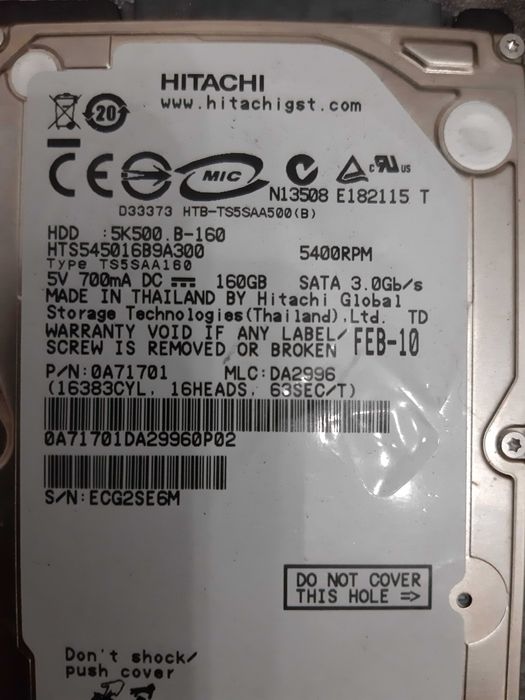 HITACHI
www.hitachigst.com
20
CE MIC c UL us
N13508 E182115 T
D33373 HTB-TS5SAA500(B)
HDD :5K500.B-160
HTS545016B9A300 5400RPM
Type TS5SAA160
5V 700mA DC 160GB SATA 3.0Gb/s
MADE IN THAILAND BY Hitachi Global
Storage Technologies(Thailand).Ltd. TD
WARRANTY VOID IF ANY LABEL/ FEB-10
SCREW IS REMOVED OR BROKEN
P/N:0A71701 MLC:DA2996
(16383CYL, 16HEADS, 63SEC/T)
0A71701DA29960P02
S/N:ECG2SE6M
DO NOT COVER
THIS HOLE =>
Don't shock/
push cover